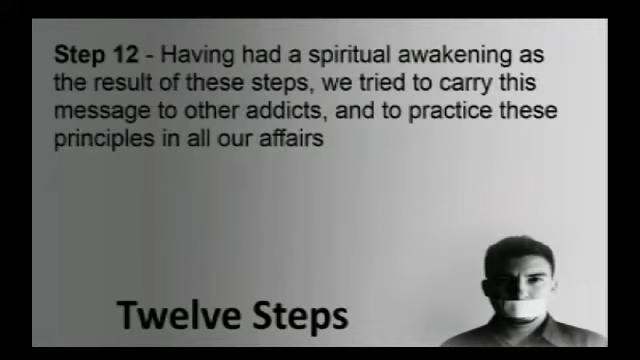 Step 12 - Having had a spiritual awakening as
the result of these steps, we tried to carry this
message to other addicts, and to practice these
principles in all our affairs
Twelve Steps